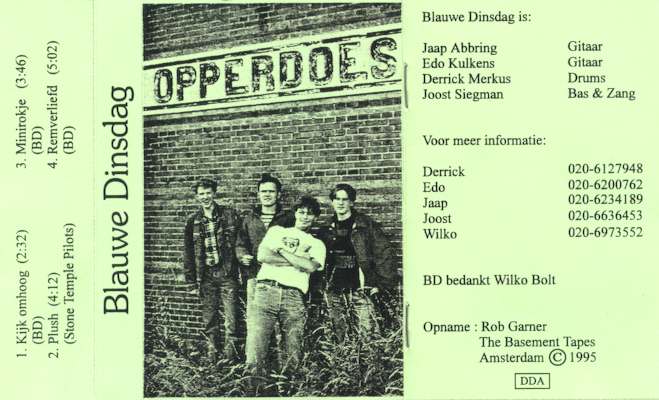 1. Kijk omhoog (2:32)
(BD)
2. Plush (4:12)
(Stone Temple Pilots)
3. Minirokje (3:46)
(BD)
4. Remverliefd (5:02)
(BD)
Blauwe Dinsdag
OPPERDOES
Blauwe Dinsdag is:
Jaap Abbring Gitaar
Edo Kulkens Gitaar
Derrick Merkus Drums
Joost Siegman Bas & Zang
Voor meer informatie:
Derrick 020-6127948
Edo 020-6200762
Jaap 020-6234189
Joost 020-6636453
Wilko 020-6973552
BD bedankt Wilko Bolt
Opname : Rob Garner
The Basement Tapes
Amsterdam © 1995
DDA